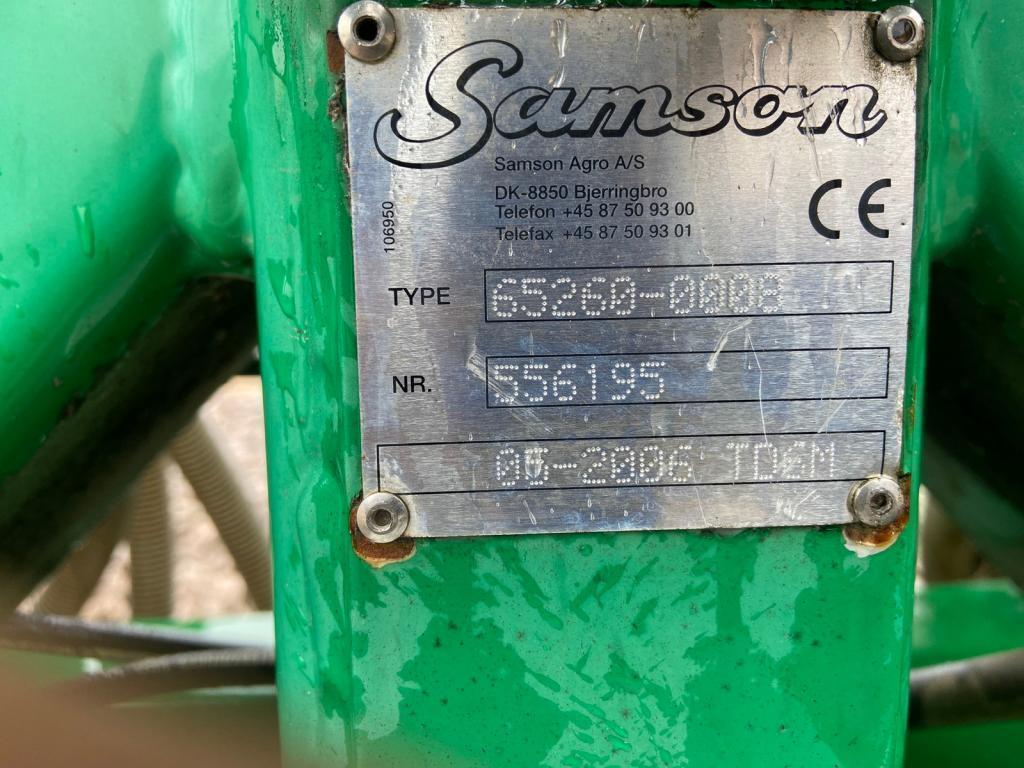 Samson
Samson Agro A/S
DK-8850 Bjerringbro
Telefon +45 87 50 93 00
Telefax +45 87 50 93 01
CE
106950
TYPE 65260-0008
NR. 556195
-2006 TD6M